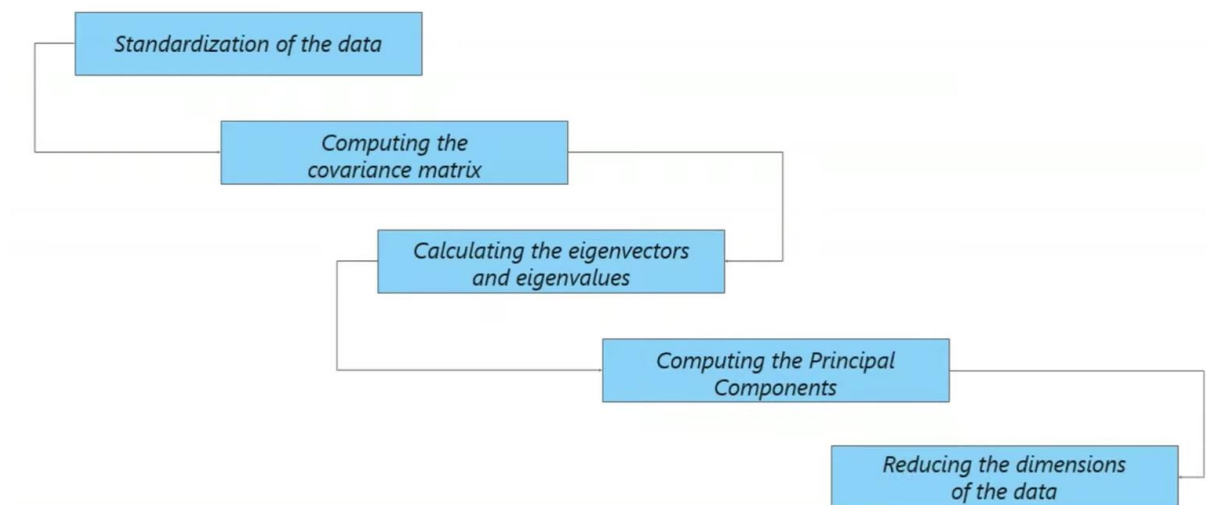 Standardization of the data
Computing the
covariance matrix
Calculating the eigenvectors
and eigenvalues
Computing the Principal
Components
Reducing the dimensions
of the data